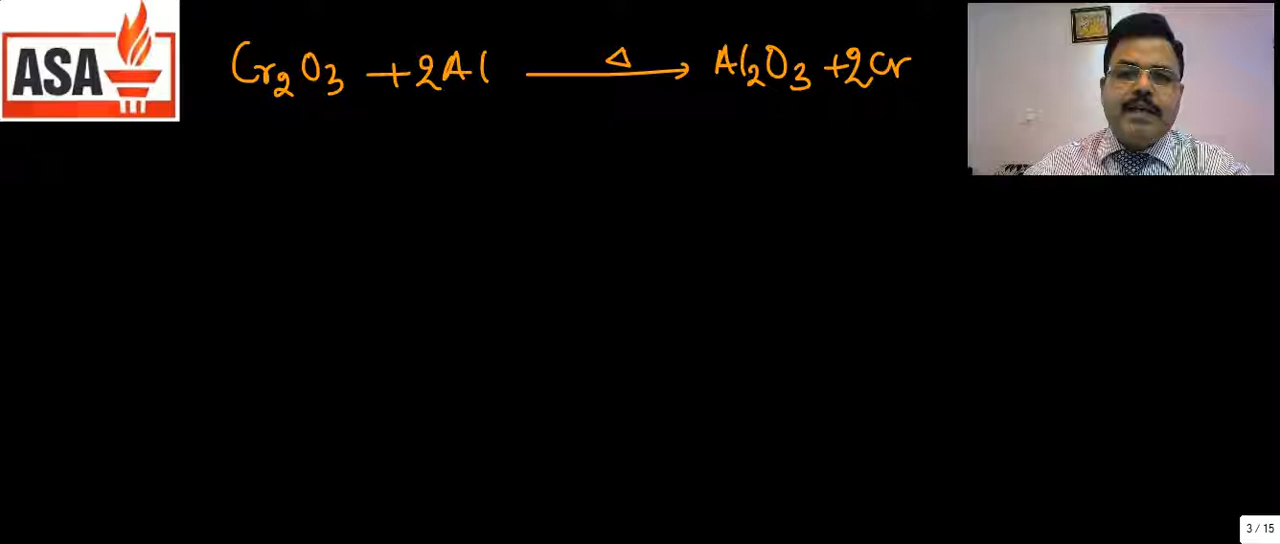 ASA
Cr₂O₃ + 2Al —Δ→ Al₂O₃ + 2Cr
3 / 15